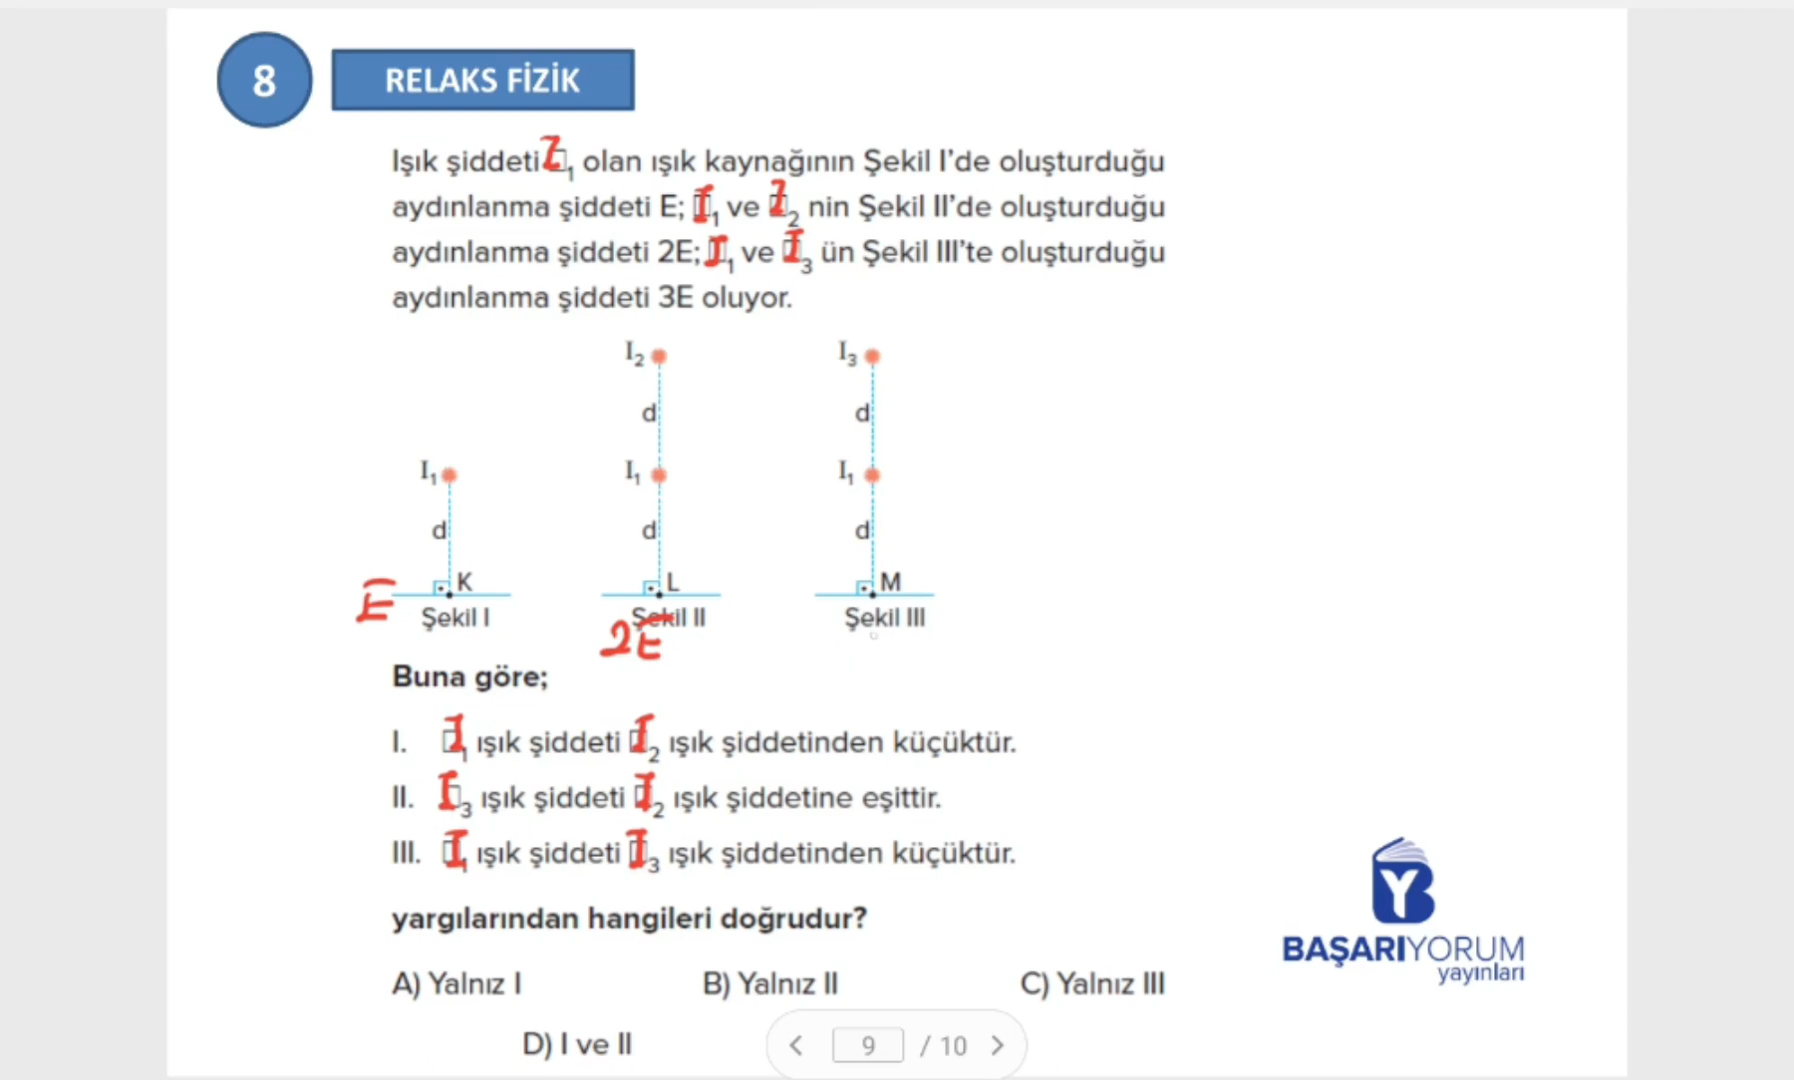 8
RELAKS FİZİK
Işık şiddeti I₁ olan ışık kaynağının Şekil I'de oluşturduğu
aydınlanma şiddeti E; I₁ ve I₂ nin Şekil II'de oluşturduğu
aydınlanma şiddeti 2E; I₁ ve I₃ ün Şekil III'te oluşturduğu
aydınlanma şiddeti 3E oluyor.
I₂ I₃
d d
I₁ I₁ I₁
d d d
K L M
E
Şekil I Şekil II Şekil III
2E
Buna göre;
I. I₁ ışık şiddeti I₂ ışık şiddetinden küçüktür.
II. I₃ ışık şiddeti I₂ ışık şiddetine eşittir.
III. I₁ ışık şiddeti I₃ ışık şiddetinden küçüktür.
yargılarından hangileri doğrudur?
A) Yalnız I B) Yalnız II C) Yalnız III
D) I ve II
BAŞARIYORUM
yayınları
9 / 10